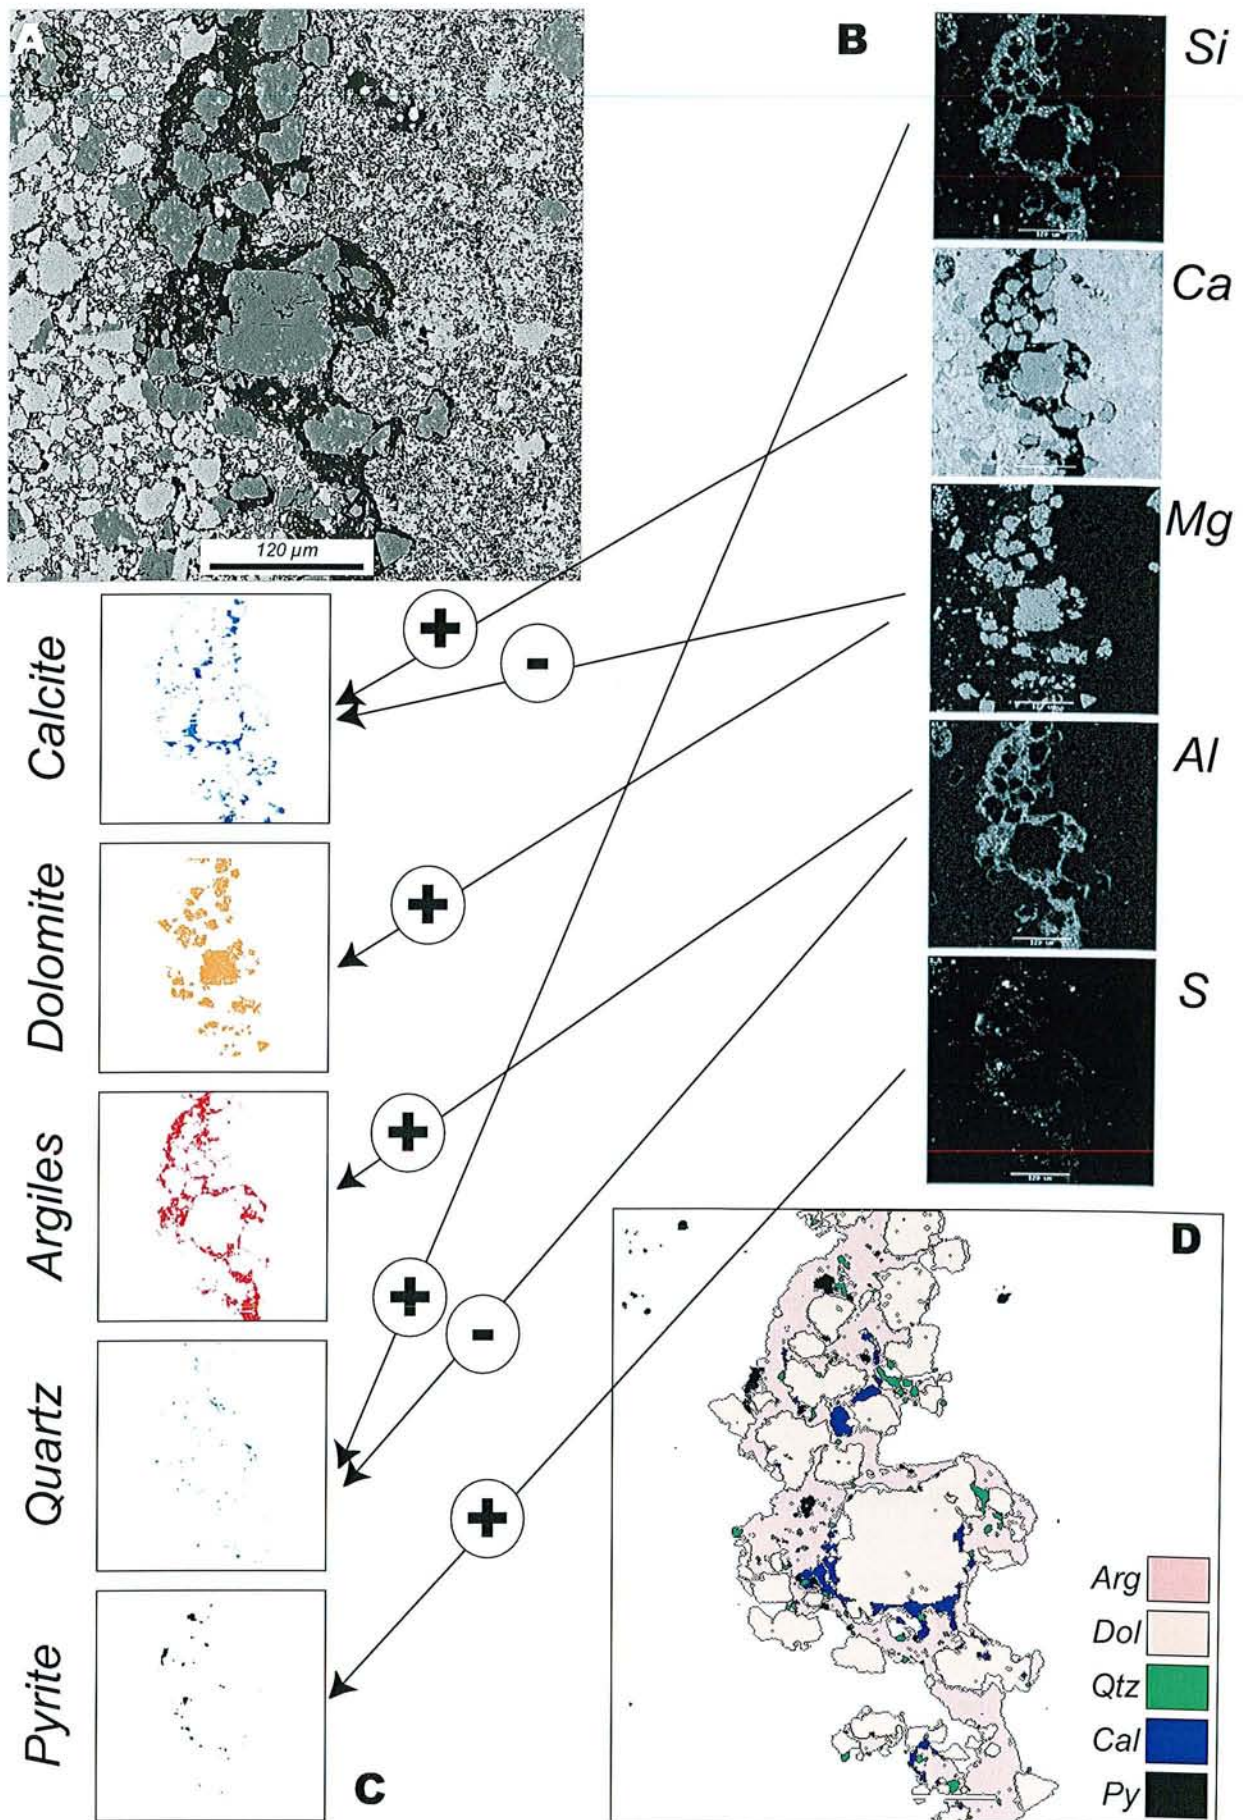 A
B
Si
Ca
Mg
Al
S
120 µm
+
-
+
+
+
-
+
Calcite
Dolomite
Argiles
Quartz
Pyrite
C
D
Arg
Dol
Qtz
Cal
Py